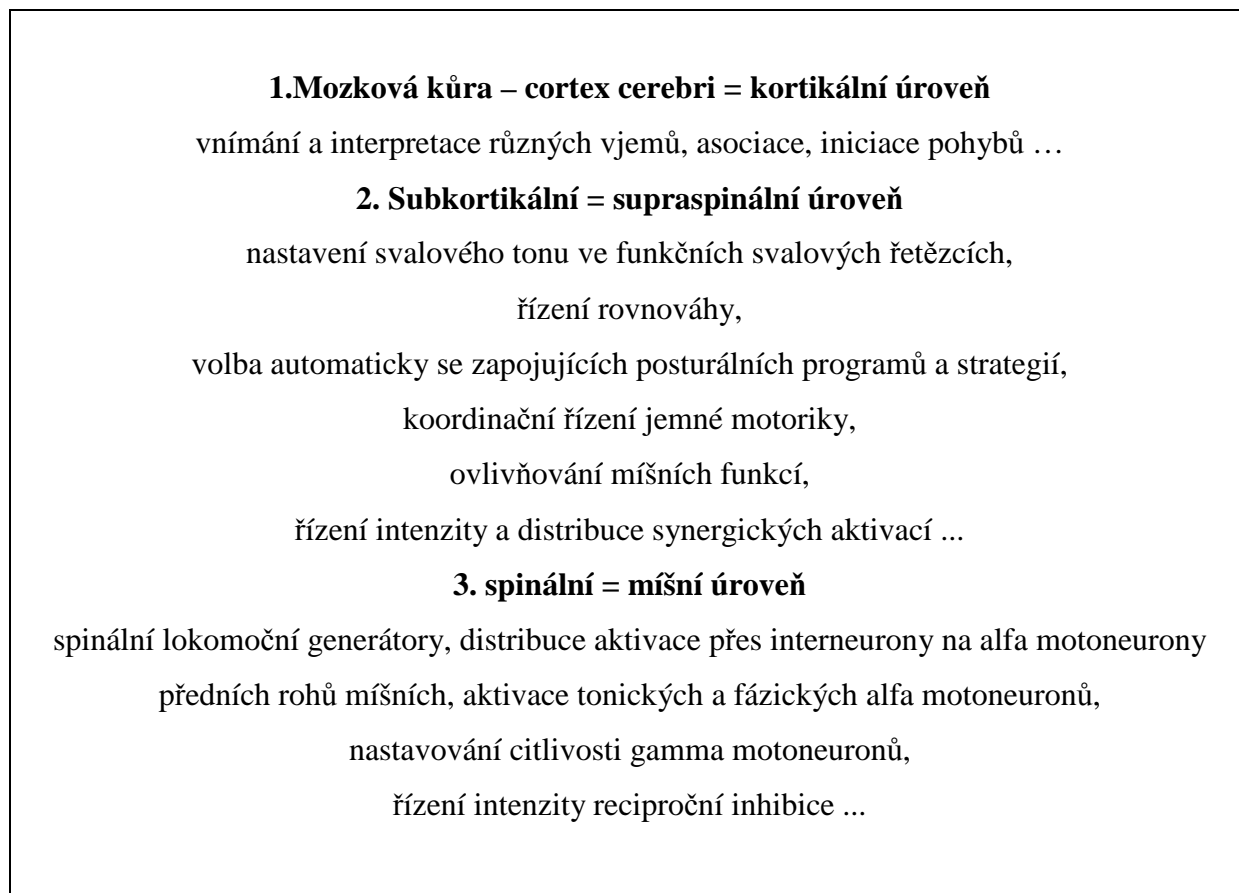 1.Mozková kůra – cortex cerebri = kortikální úroveň
vnímání a interpretace různých vjemů, asociace, iniciace pohybů …
2. Subkortikální = supraspinální úroveň
nastavení svalového tonu ve funkčních svalových řetězcích,
řízení rovnováhy,
volba automaticky se zapojujících posturálních programů a strategií,
koordinační řízení jemné motoriky,
ovlivňování míšních funkcí,
řízení intenzity a distribuce synergických aktivací ...
3. spinální = míšní úroveň
spinální lokomoční generátory, distribuce aktivace přes interneurony na alfa motoneurony
předních rohů míšních, aktivace tonických a fázických alfa motoneuronů,
nastavování citlivosti gamma motoneuronů,
řízení intenzity reciproční inhibice ...